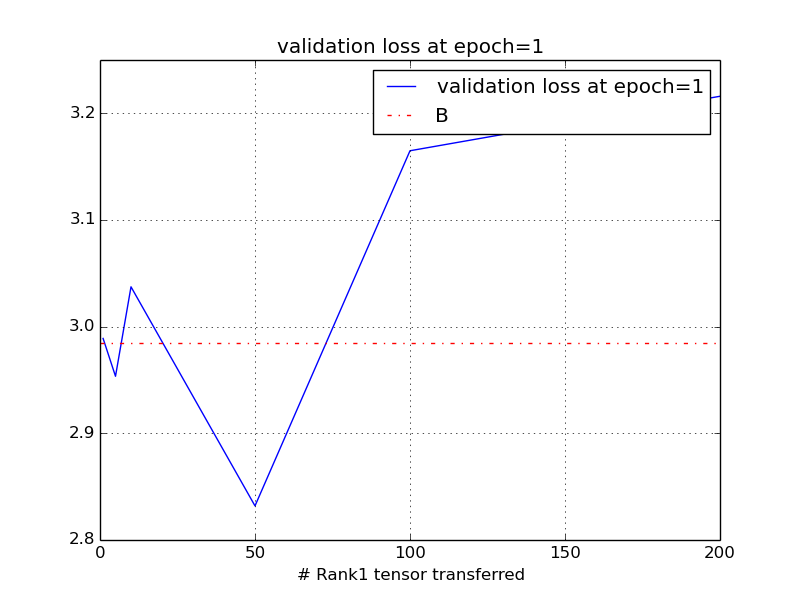 validation loss at epoch=1
validation loss at epoch=1
B
3.2
3.1
3.0
2.9
2.8
0 50 100 150 200
# Rank1 tensor transferred